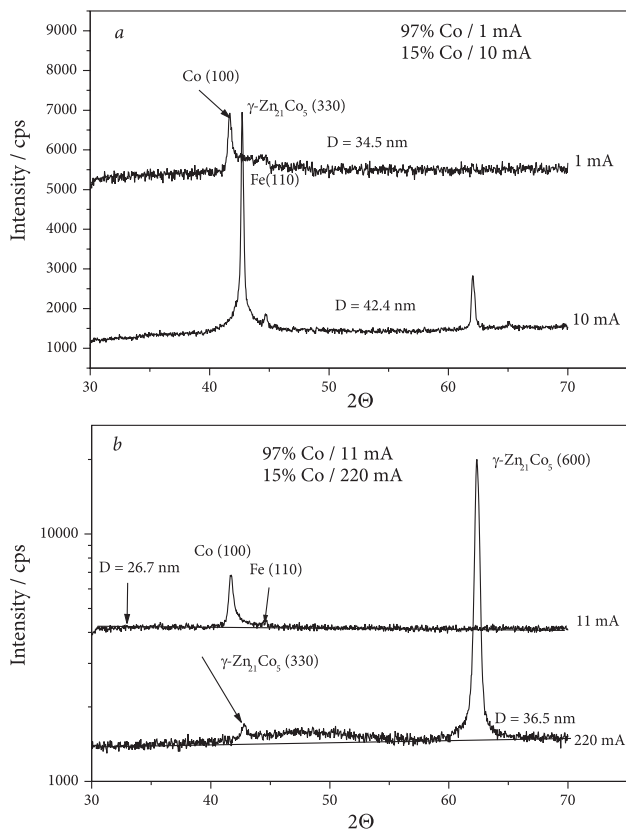 a
97% Co / 1 mA
15% Co / 10 mA
9000
8000
7000
6000
5000
4000
3000
2000
1000
Intensity / cps
Co (100)
γ-Zn₂₁Co₅ (330)
D = 34.5 nm
1 mA
Fe(110)
D = 42.4 nm
10 mA
30 40 50 60 70
2Θ
b
97% Co / 11 mA
15% Co / 220 mA
γ-Zn₂₁Co₅ (600)
10000
1000
Intensity / cps
Co (100)
D = 26.7 nm
Fe (110)
11 mA
γ-Zn₂₁Co₅ (330)
D = 36.5 nm
220 mA
30 40 50 60 70
2Θ